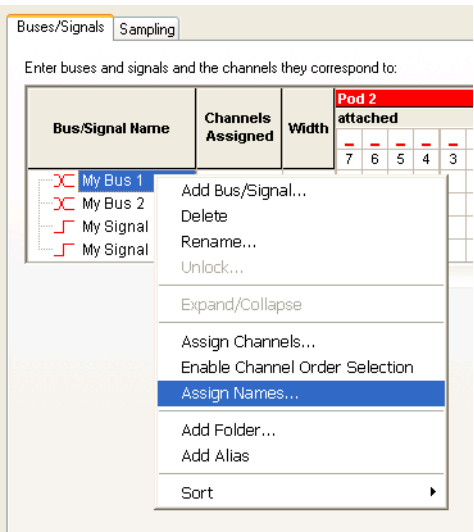 Buses/Signals Sampling
Enter buses and signals and the channels they correspond to:
Bus/Signal Name Channels Assigned Width Pod 2
attached
7 6 5 4 3
My Bus 1
My Bus 2
My Signal
My Signal
Add Bus/Signal...
Delete
Rename...
Unlock...
Expand/Collapse
Assign Channels...
Enable Channel Order Selection
Assign Names...
Add Folder...
Add Alias
Sort